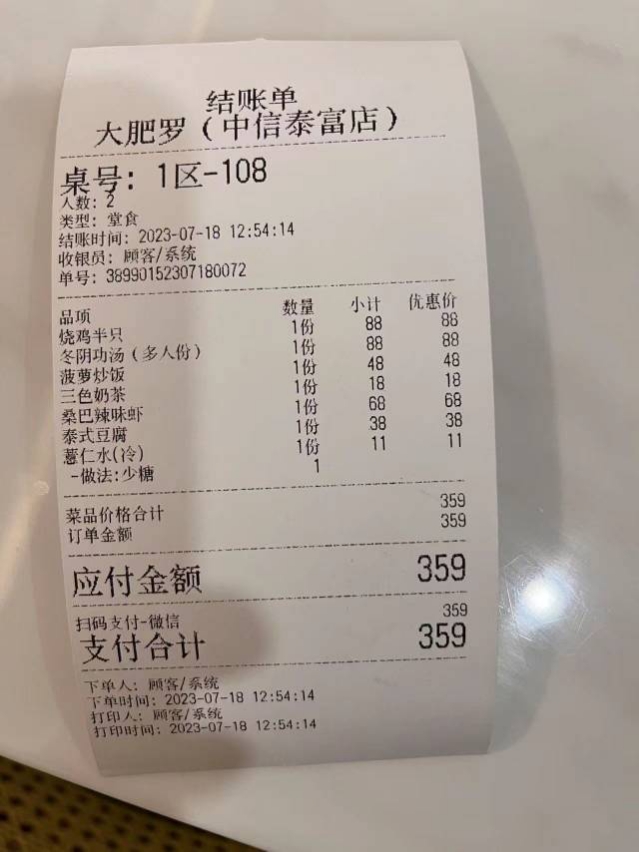 结账单
大肥罗（中信泰富店）
桌号: 1区-108
人数: 2
类型: 堂食
结账时间: 2023-07-18 12:54:14
收银员: 顾客/系统
单号: 38990152307180072
品项 数量 小计 优惠价
烧鸡半只 1份 88 88
冬阴功汤（多人份） 1份 88 88
菠萝炒饭 1份 48 48
三色奶茶 1份 18 18
桑巴辣味虾 1份 68 68
泰式豆腐 1份 38 38
薏仁水(冷) 1份 11 11
-做法:少糖 1
菜品价格合计 359
订单金额 359
应付金额 359
扫码支付-微信 359
支付合计 359
下单人: 顾客/系统
下单时间: 2023-07-18 12:54:14
打印人: 顾客/系统
打印时间: 2023-07-18 12:54:14